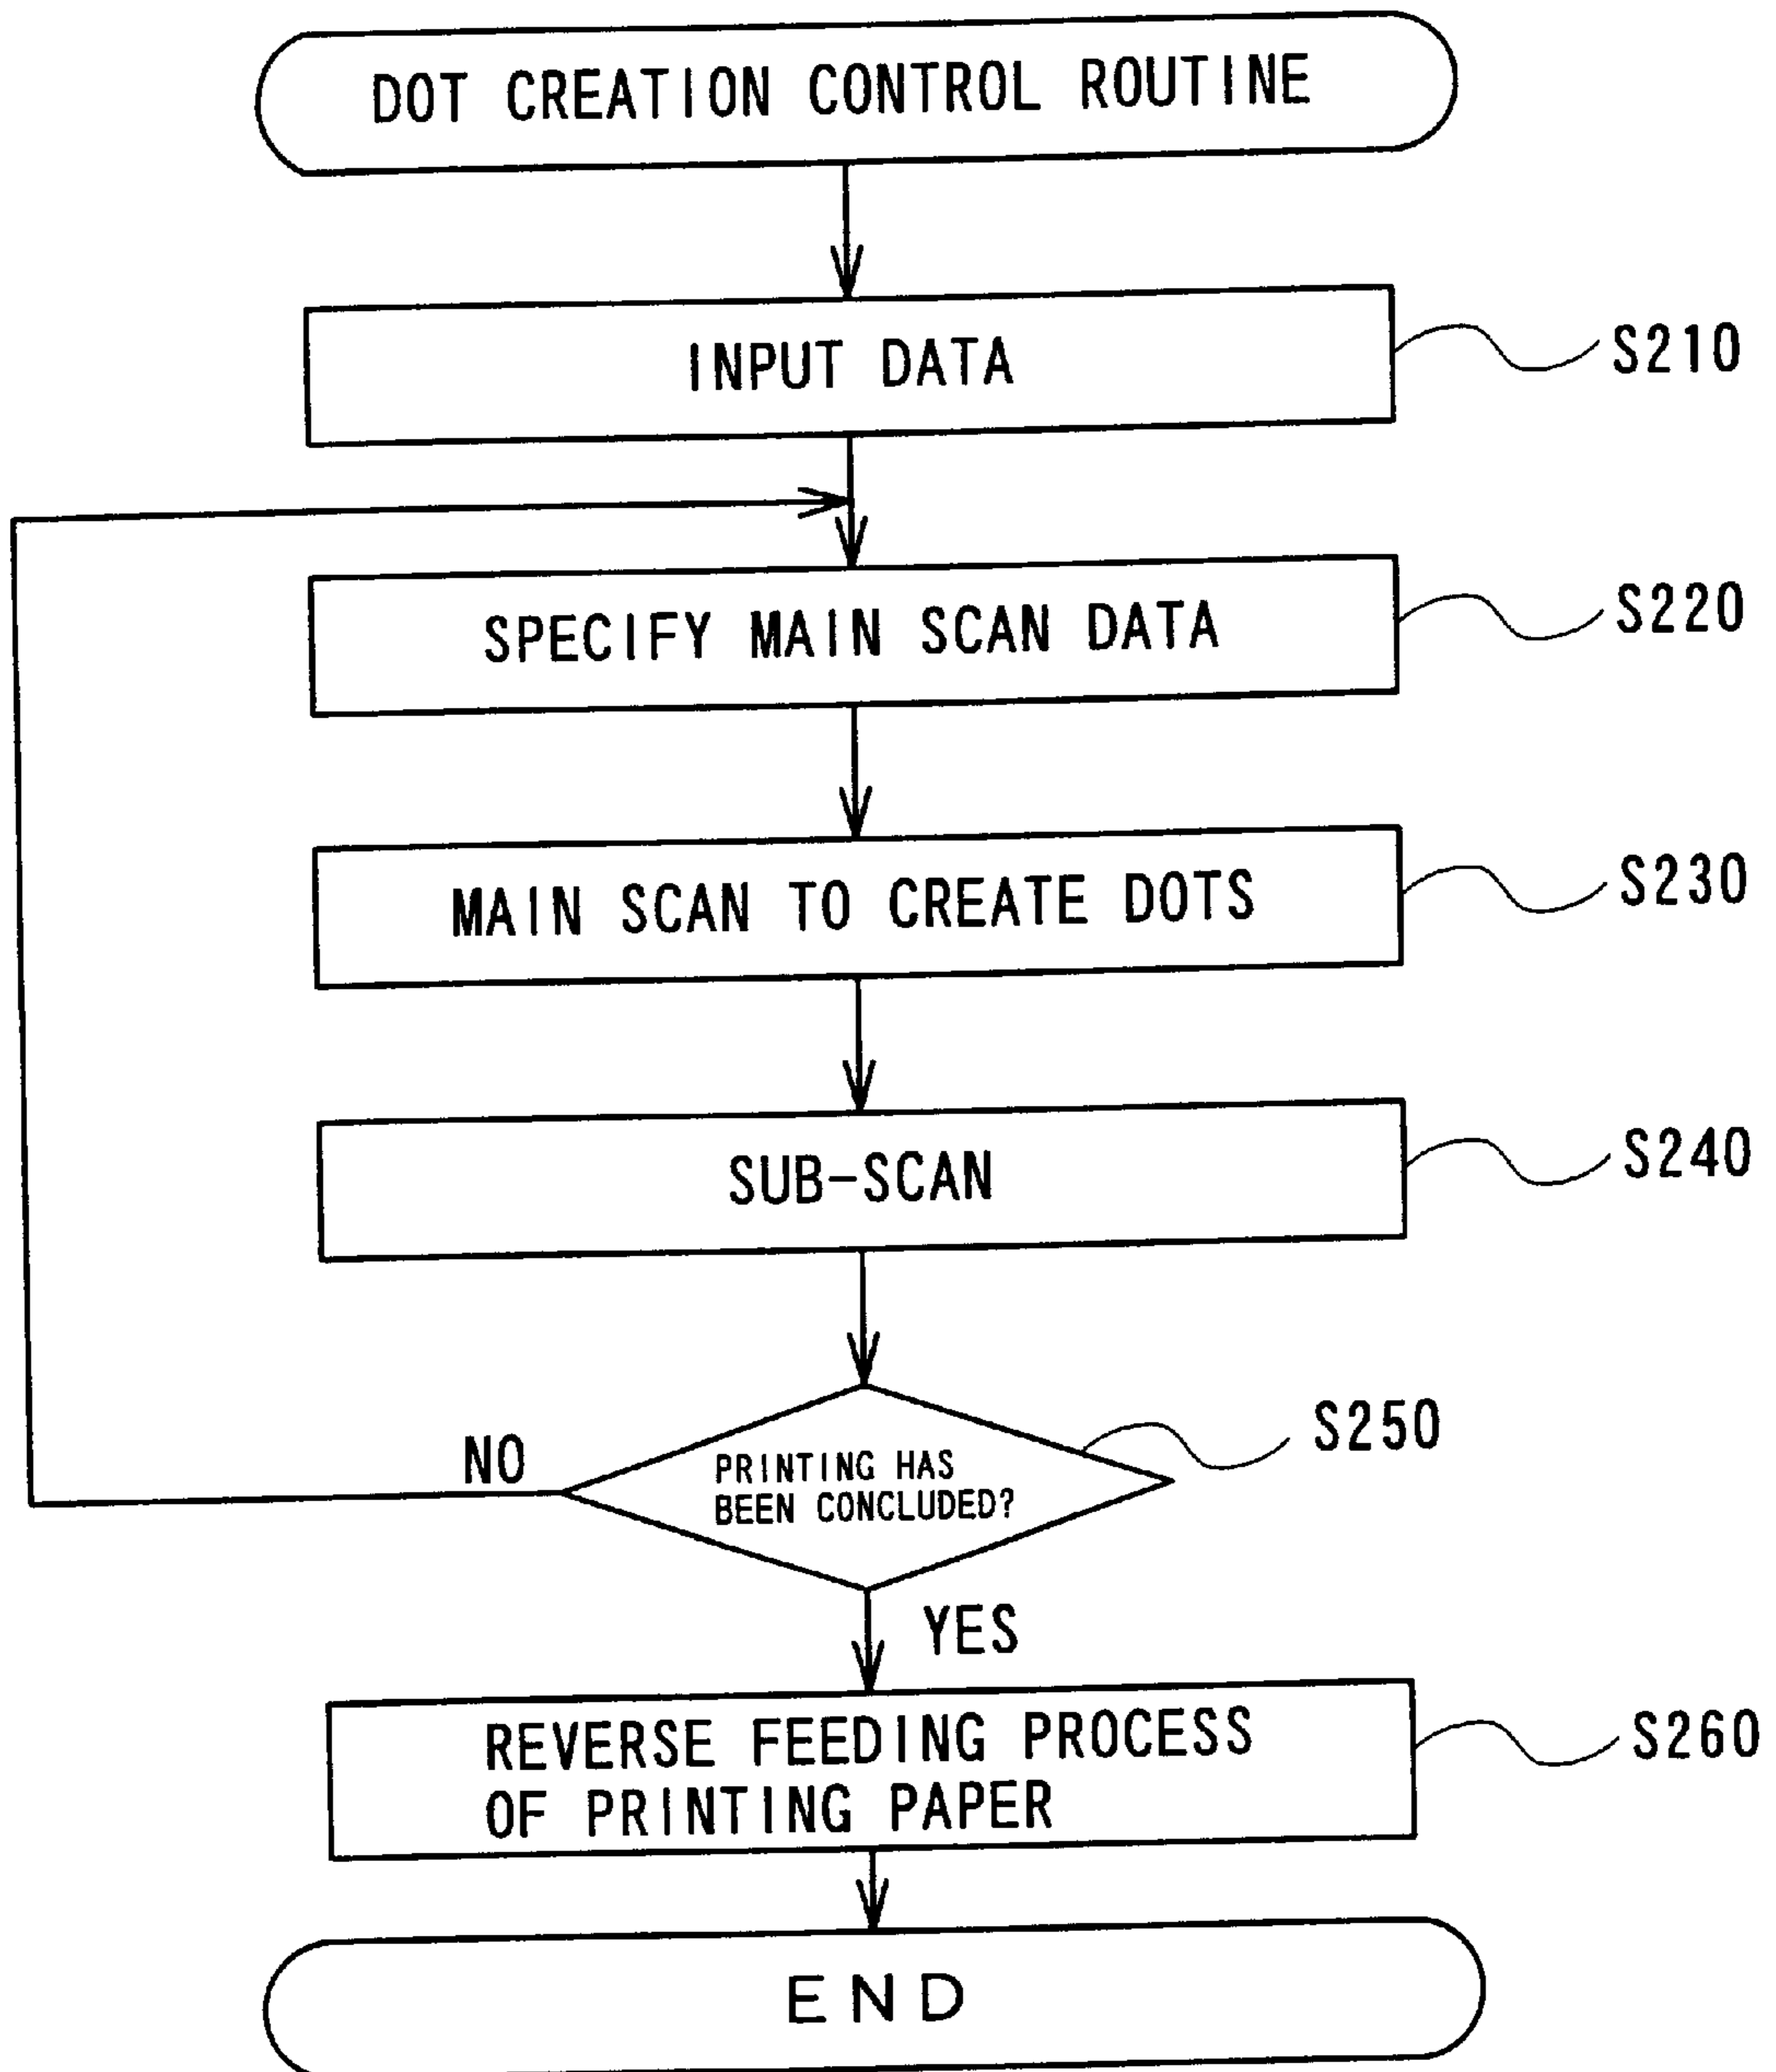 DOT CREATION CONTROL ROUTINE
INPUT DATA
S210
SPECIFY MAIN SCAN DATA
S220
MAIN SCAN TO CREATE DOTS
S230
SUB-SCAN
S240
PRINTING HAS
BEEN CONCLUDED?
S250
NO
YES
REVERSE FEEDING PROCESS
OF PRINTING PAPER
S260
END